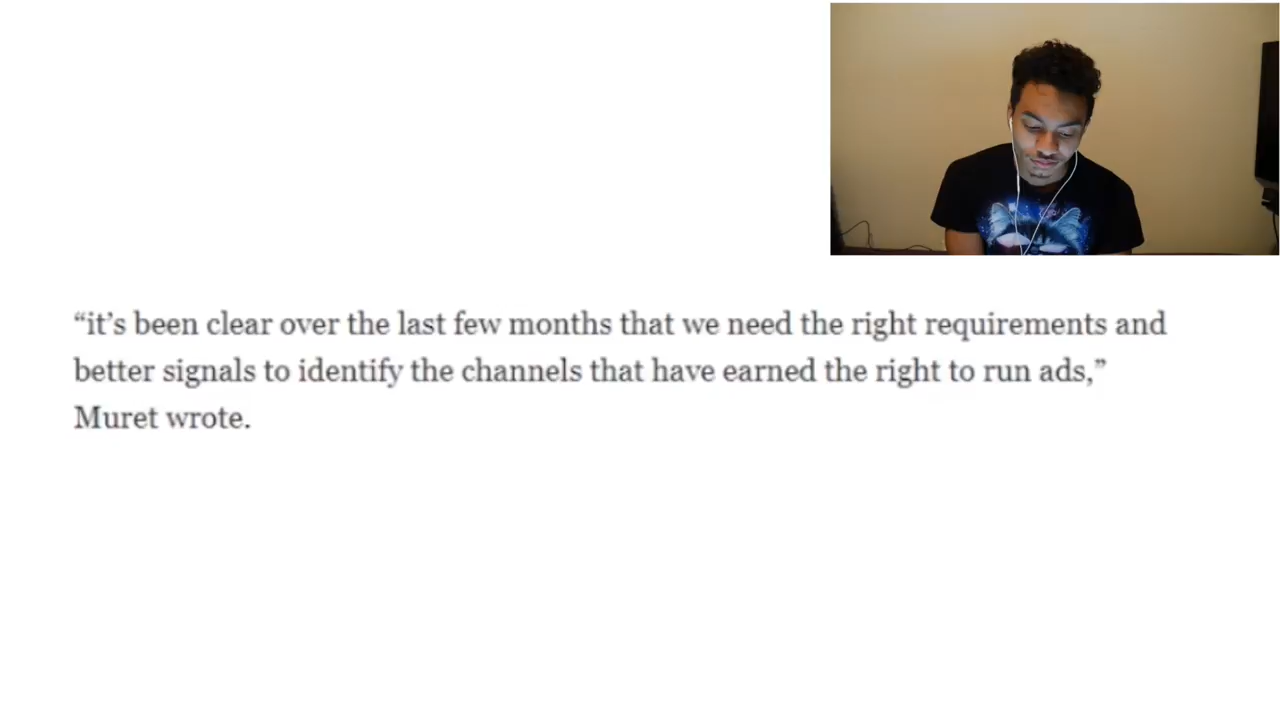 “it’s been clear over the last few months that we need the right requirements and
better signals to identify the channels that have earned the right to run ads,”
Muret wrote.